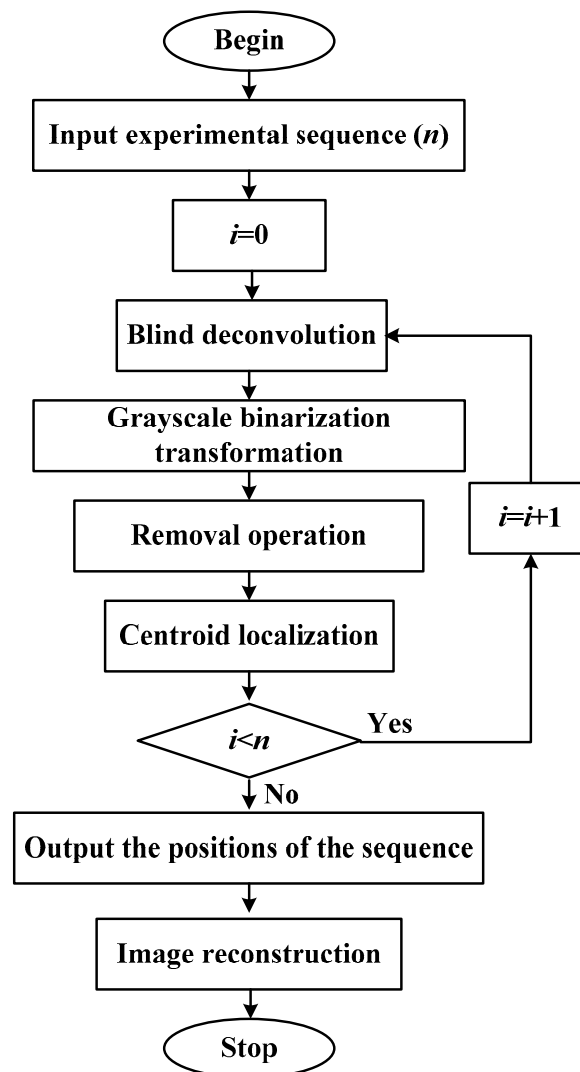 Begin
Input experimental sequence (n)
i=0
Blind deconvolution
Grayscale binarization
transformation
Removal operation
i=i+1
Centroid localization
i<n
Yes
No
Output the positions of the sequence
Image reconstruction
Stop